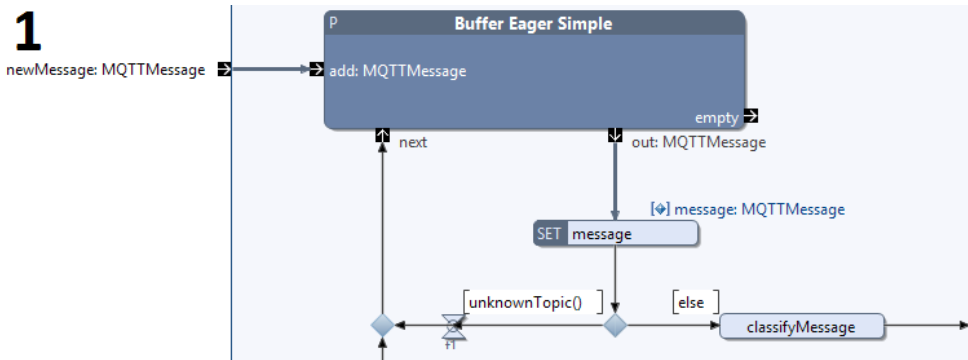 1
P Buffer Eager Simple
newMessage: MQTTMessage
add: MQTTMessage
empty
next
out: MQTTMessage
message: MQTTMessage
SET message
unknownTopic()
else
+1
classifyMessage